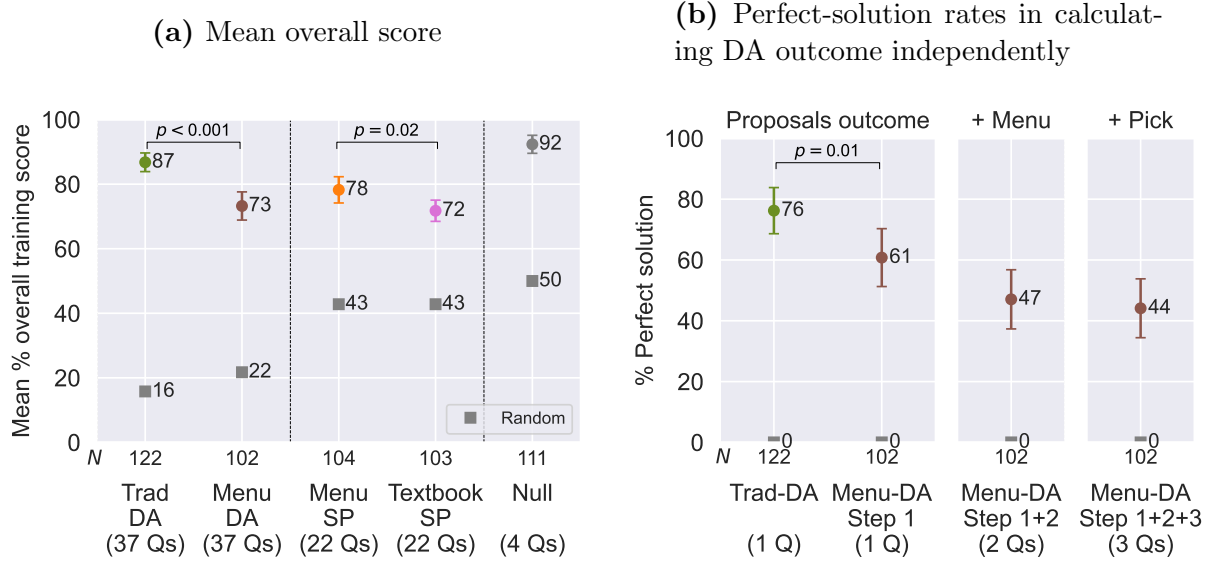 (a) Mean overall score
(b) Perfect-solution rates in calculat-
ing DA outcome independently
Mean % overall training score
100
80
60
40
20
0
p < 0.001
p = 0.02
87
73
78
72
92
16
22
43
43
50
Random
N 122 102 104 103 111
Trad DA (37 Qs)
Menu DA (37 Qs)
Menu SP (22 Qs)
Textbook SP (22 Qs)
Null (4 Qs)
% Perfect solution
100
80
60
40
20
0
Proposals outcome
+ Menu
+ Pick
p = 0.01
76
61
47
44
0
0
0
0
N 122 102 102 102
Trad-DA (1 Q)
Menu-DA Step 1 (1 Q)
Menu-DA Step 1+2 (2 Qs)
Menu-DA Step 1+2+3 (3 Qs)